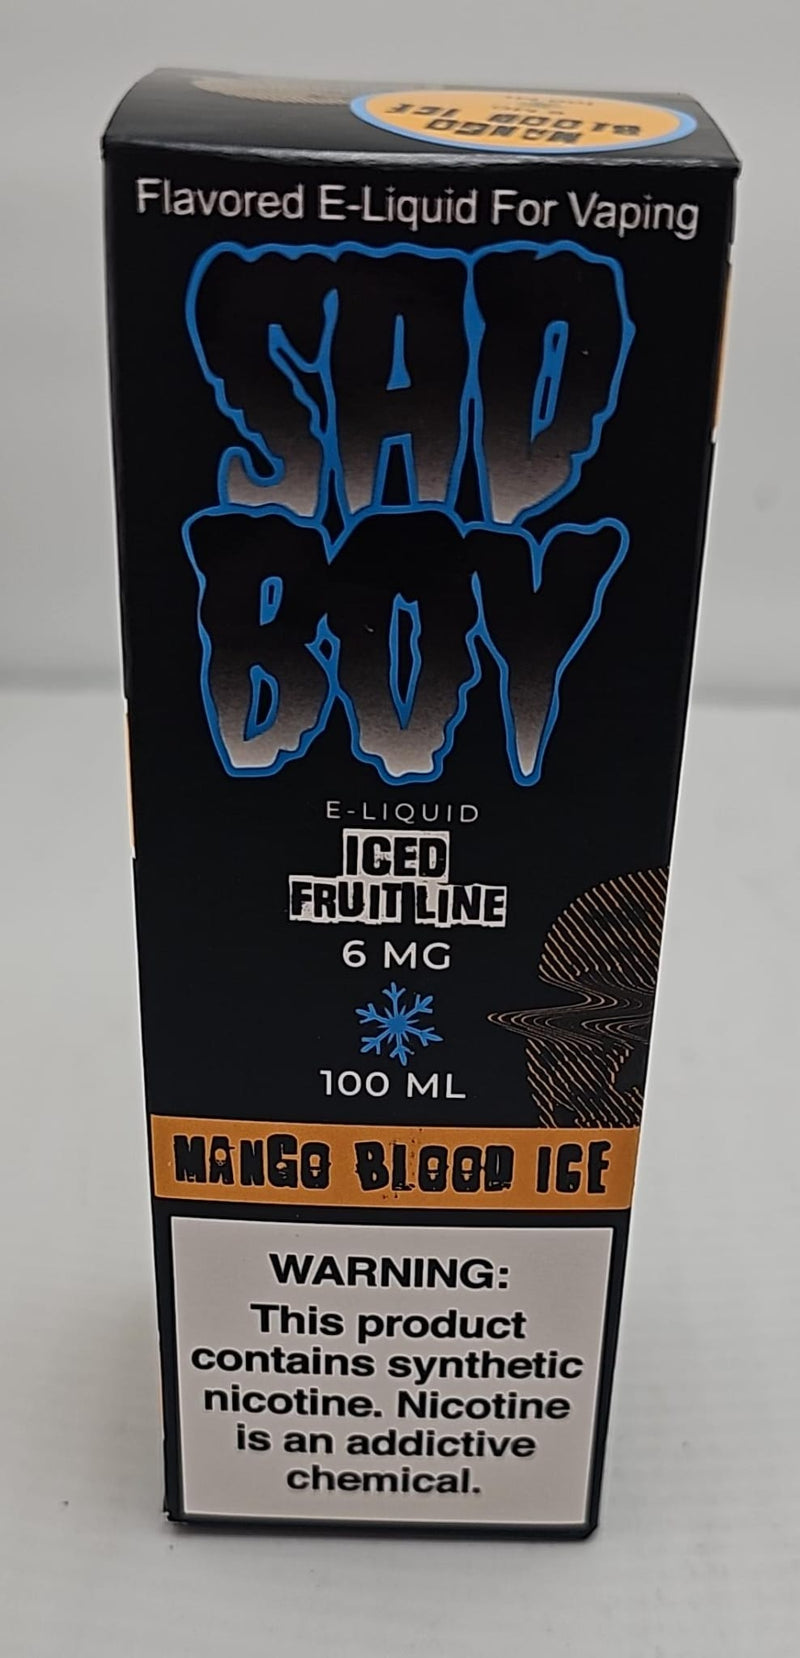 MANGO
BLOOD ICE
Flavored E-Liquid For Vaping
SAD
BOY
E-LIQUID
ICED
FRUIT LINE
6 MG
100 ML
MANGO BLOOD ICE
WARNING:
This product
contains synthetic
nicotine. Nicotine
is an addictive
chemical.